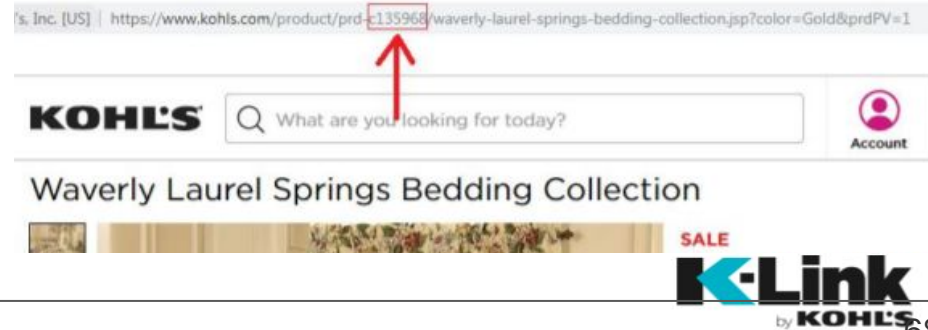 's, Inc. [US] | https://www.kohls.com/product/prd-c135968/waverly-laurel-springs-bedding-collection.jsp?color=Gold&prdPV=1
KOHL'S
What are you looking for today?
Account
Waverly Laurel Springs Bedding Collection
SALE
K-Link
by KOHL'S